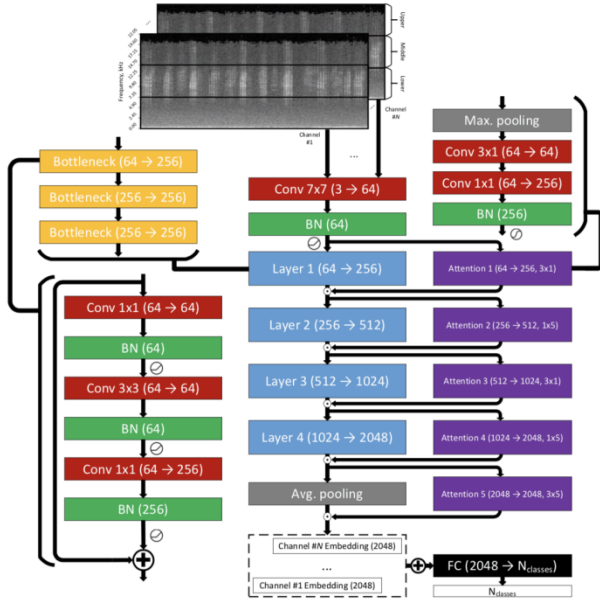 Upper
Middle
Lower
Frequency, kHz
Channel
#1
...
Channel
#N
Bottleneck (64 → 256)
Bottleneck (256 → 256)
Bottleneck (256 → 256)
Conv 1x1 (64 → 64)
BN (64)
Conv 3x3 (64 → 64)
BN (64)
Conv 1x1 (64 → 256)
BN (256)
Conv 7x7 (3 → 64)
BN (64)
Layer 1 (64 → 256)
Layer 2 (256 → 512)
Layer 3 (512 → 1024)
Layer 4 (1024 → 2048)
Avg. pooling
Max. pooling
Conv 3x1 (64 → 64)
Conv 1x1 (64 → 256)
BN (256)
Attention 1 (64 → 256, 3x1)
Attention 2 (256 → 512, 1x5)
Attention 3 (512 → 1024, 3x1)
Attention 4 (1024 → 2048, 1x5)
Attention 5 (2048 → 2048, 3x5)
Channel #N Embedding (2048)
...
Channel #1 Embedding (2048)
FC (2048 → Nclasses)
Nclasses